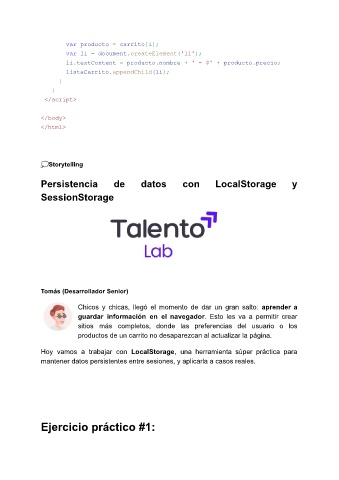 var producto = carrito[i];
var li = document.createElement('li');
li.textContent = producto.nombre + ' - $' + producto.precio;
listaCarrito.appendChild(li);
}
}
</script>
</body>
</html>
💭Storytelling
Persistencia de datos con LocalStorage y
SessionStorage
Talento
Lab
Tomás (Desarrollador Senior)
Chicos y chicas, llegó el momento de dar un gran salto: aprender a
guardar información en el navegador. Esto les va a permitir crear
sitios más completos, donde las preferencias del usuario o los
productos de un carrito no desaparezcan al actualizar la página.
Hoy vamos a trabajar con LocalStorage, una herramienta súper práctica para
mantener datos persistentes entre sesiones, y aplicarla a casos reales.
Ejercicio práctico #1: